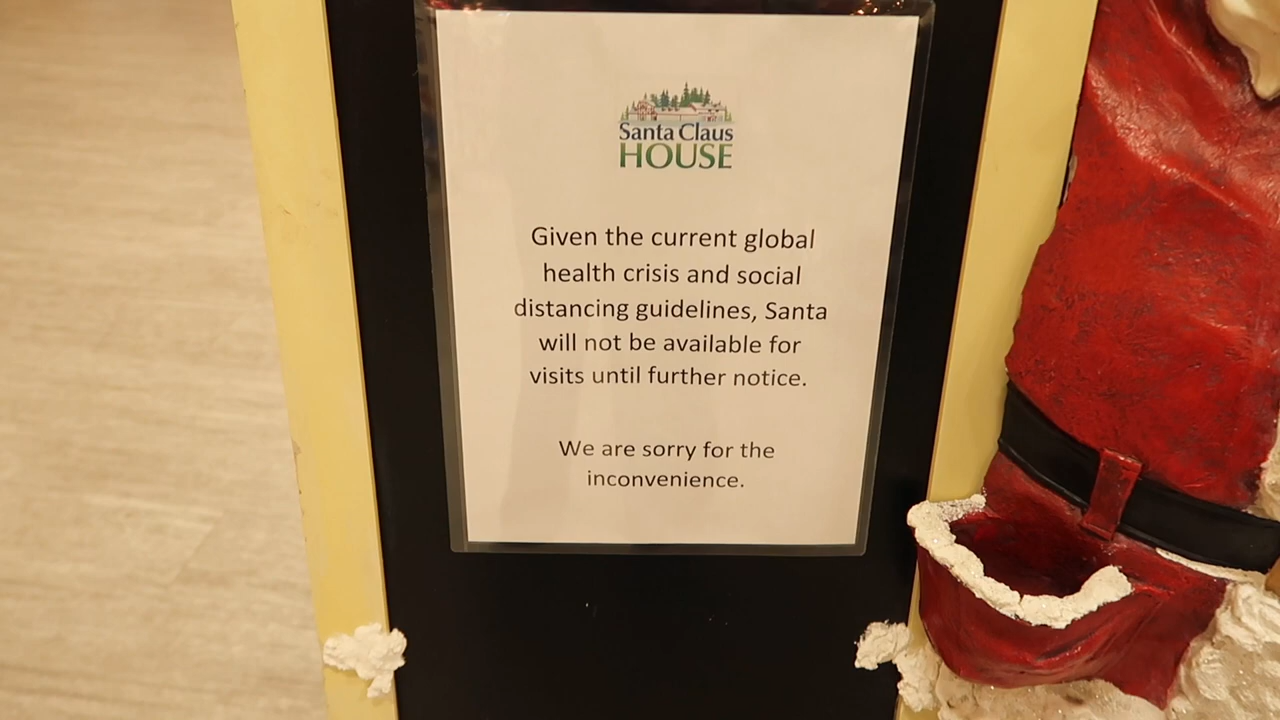 Santa Claus
HOUSE
Given the current global
health crisis and social
distancing guidelines, Santa
will not be available for
visits until further notice.
We are sorry for the
inconvenience.